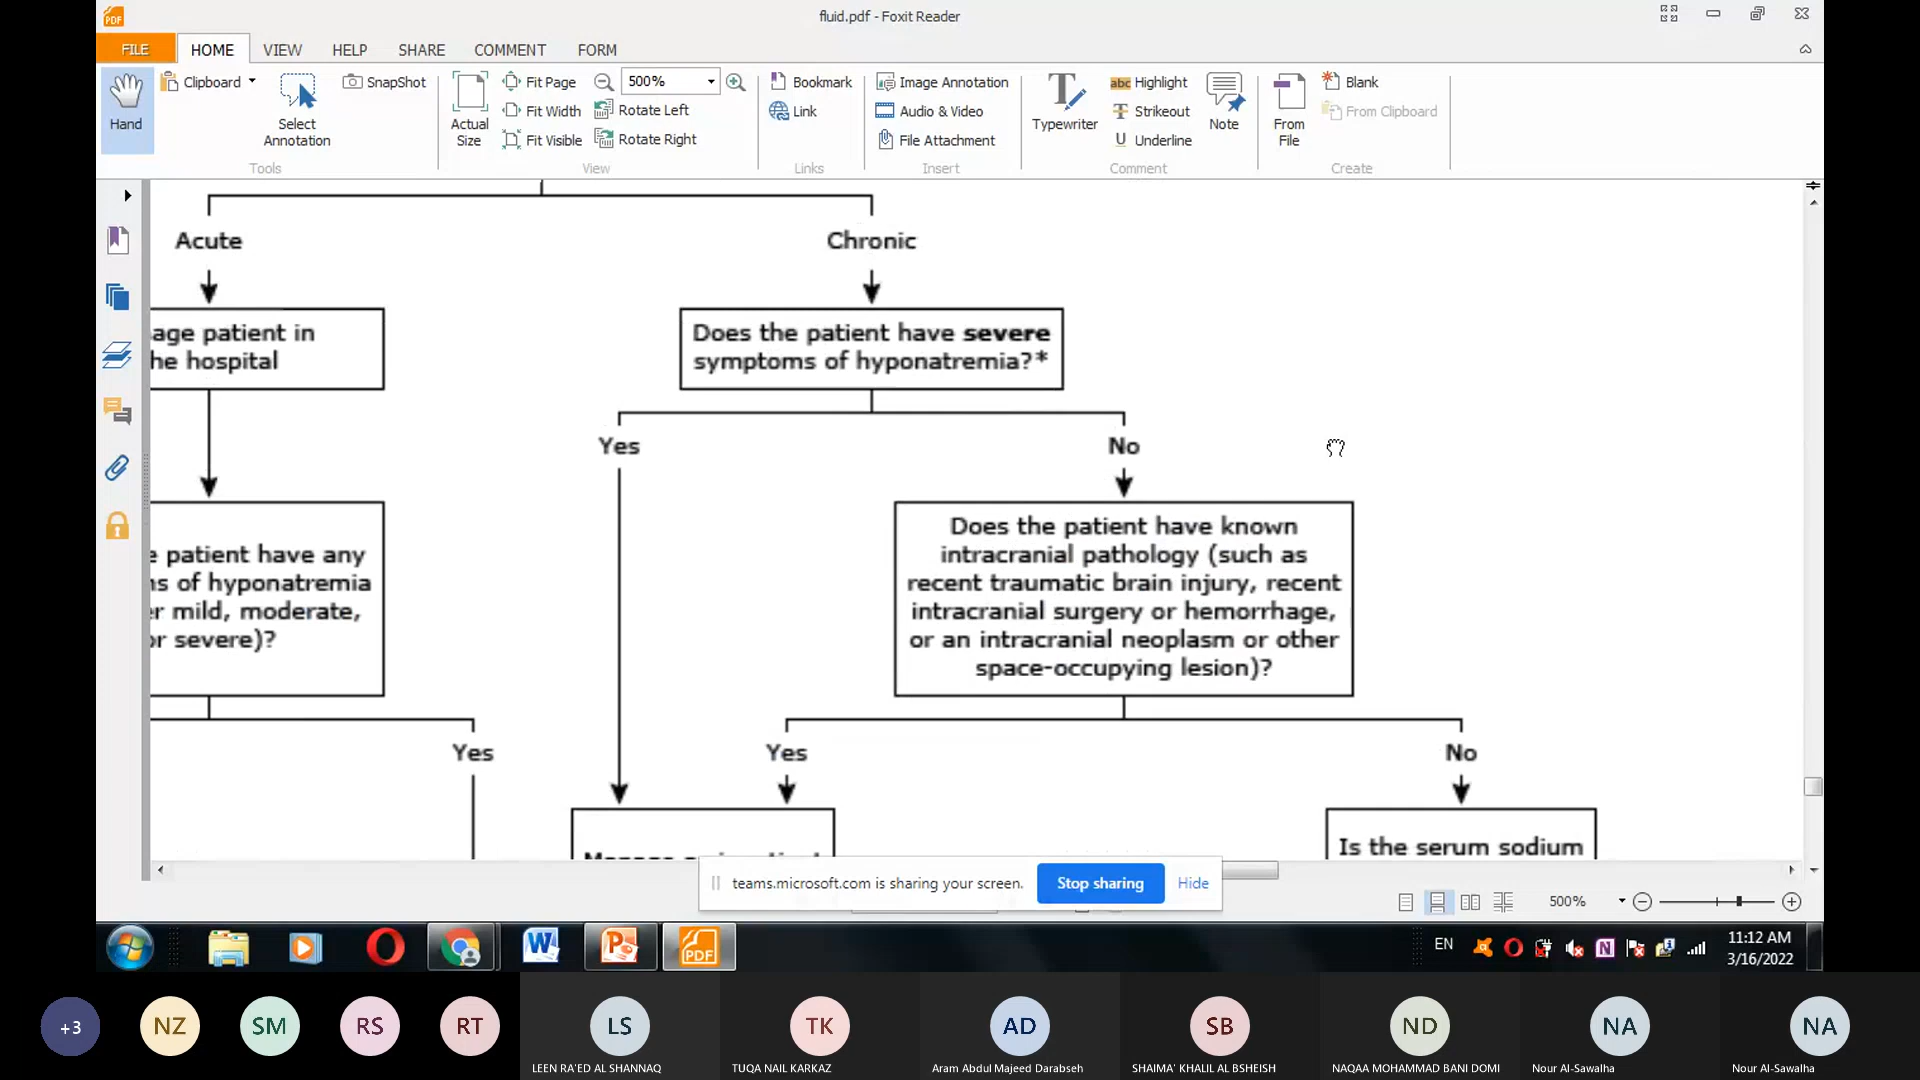 fluid.pdf - Foxit Reader
FILE
HOME
VIEW
HELP
SHARE
COMMENT
FORM
Hand
Clipboard
Select
Annotation
SnapShot
Tools
Actual
Size
Fit Page
Fit Width
Fit Visible
500%
Rotate Left
Rotate Right
View
Bookmark
Link
Links
Image Annotation
Audio & Video
File Attachment
Insert
Typewriter
abc Highlight
Strikeout
U Underline
Note
Comment
From
File
Blank
From Clipboard
Create
Acute
Chronic
age patient in
he hospital
Does the patient have severe
symptoms of hyponatremia?*
Yes
No
e patient have any
ns of hyponatremia
er mild, moderate,
or severe)?
Does the patient have known
intracranial pathology (such as
recent traumatic brain injury, recent
intracranial surgery or hemorrhage,
or an intracranial neoplasm or other
space-occupying lesion)?
Yes
Yes
No
Is the serum sodium
teams.microsoft.com is sharing your screen.
Stop sharing
Hide
500%
PDF
EN
11:12 AM
3/16/2022
+3
NZ
SM
RS
RT
LS
LEEN RA'ED AL SHANNAQ
TK
TUQA NAIL KARKAZ
AD
Aram Abdul Majeed Darabseh
SB
SHAIMA' KHALIL AL BSHEISH
ND
NAQAA MOHAMMAD BANI DOMI
NA
Nour Al-Sawalha
NA
Nour Al-Sawalha